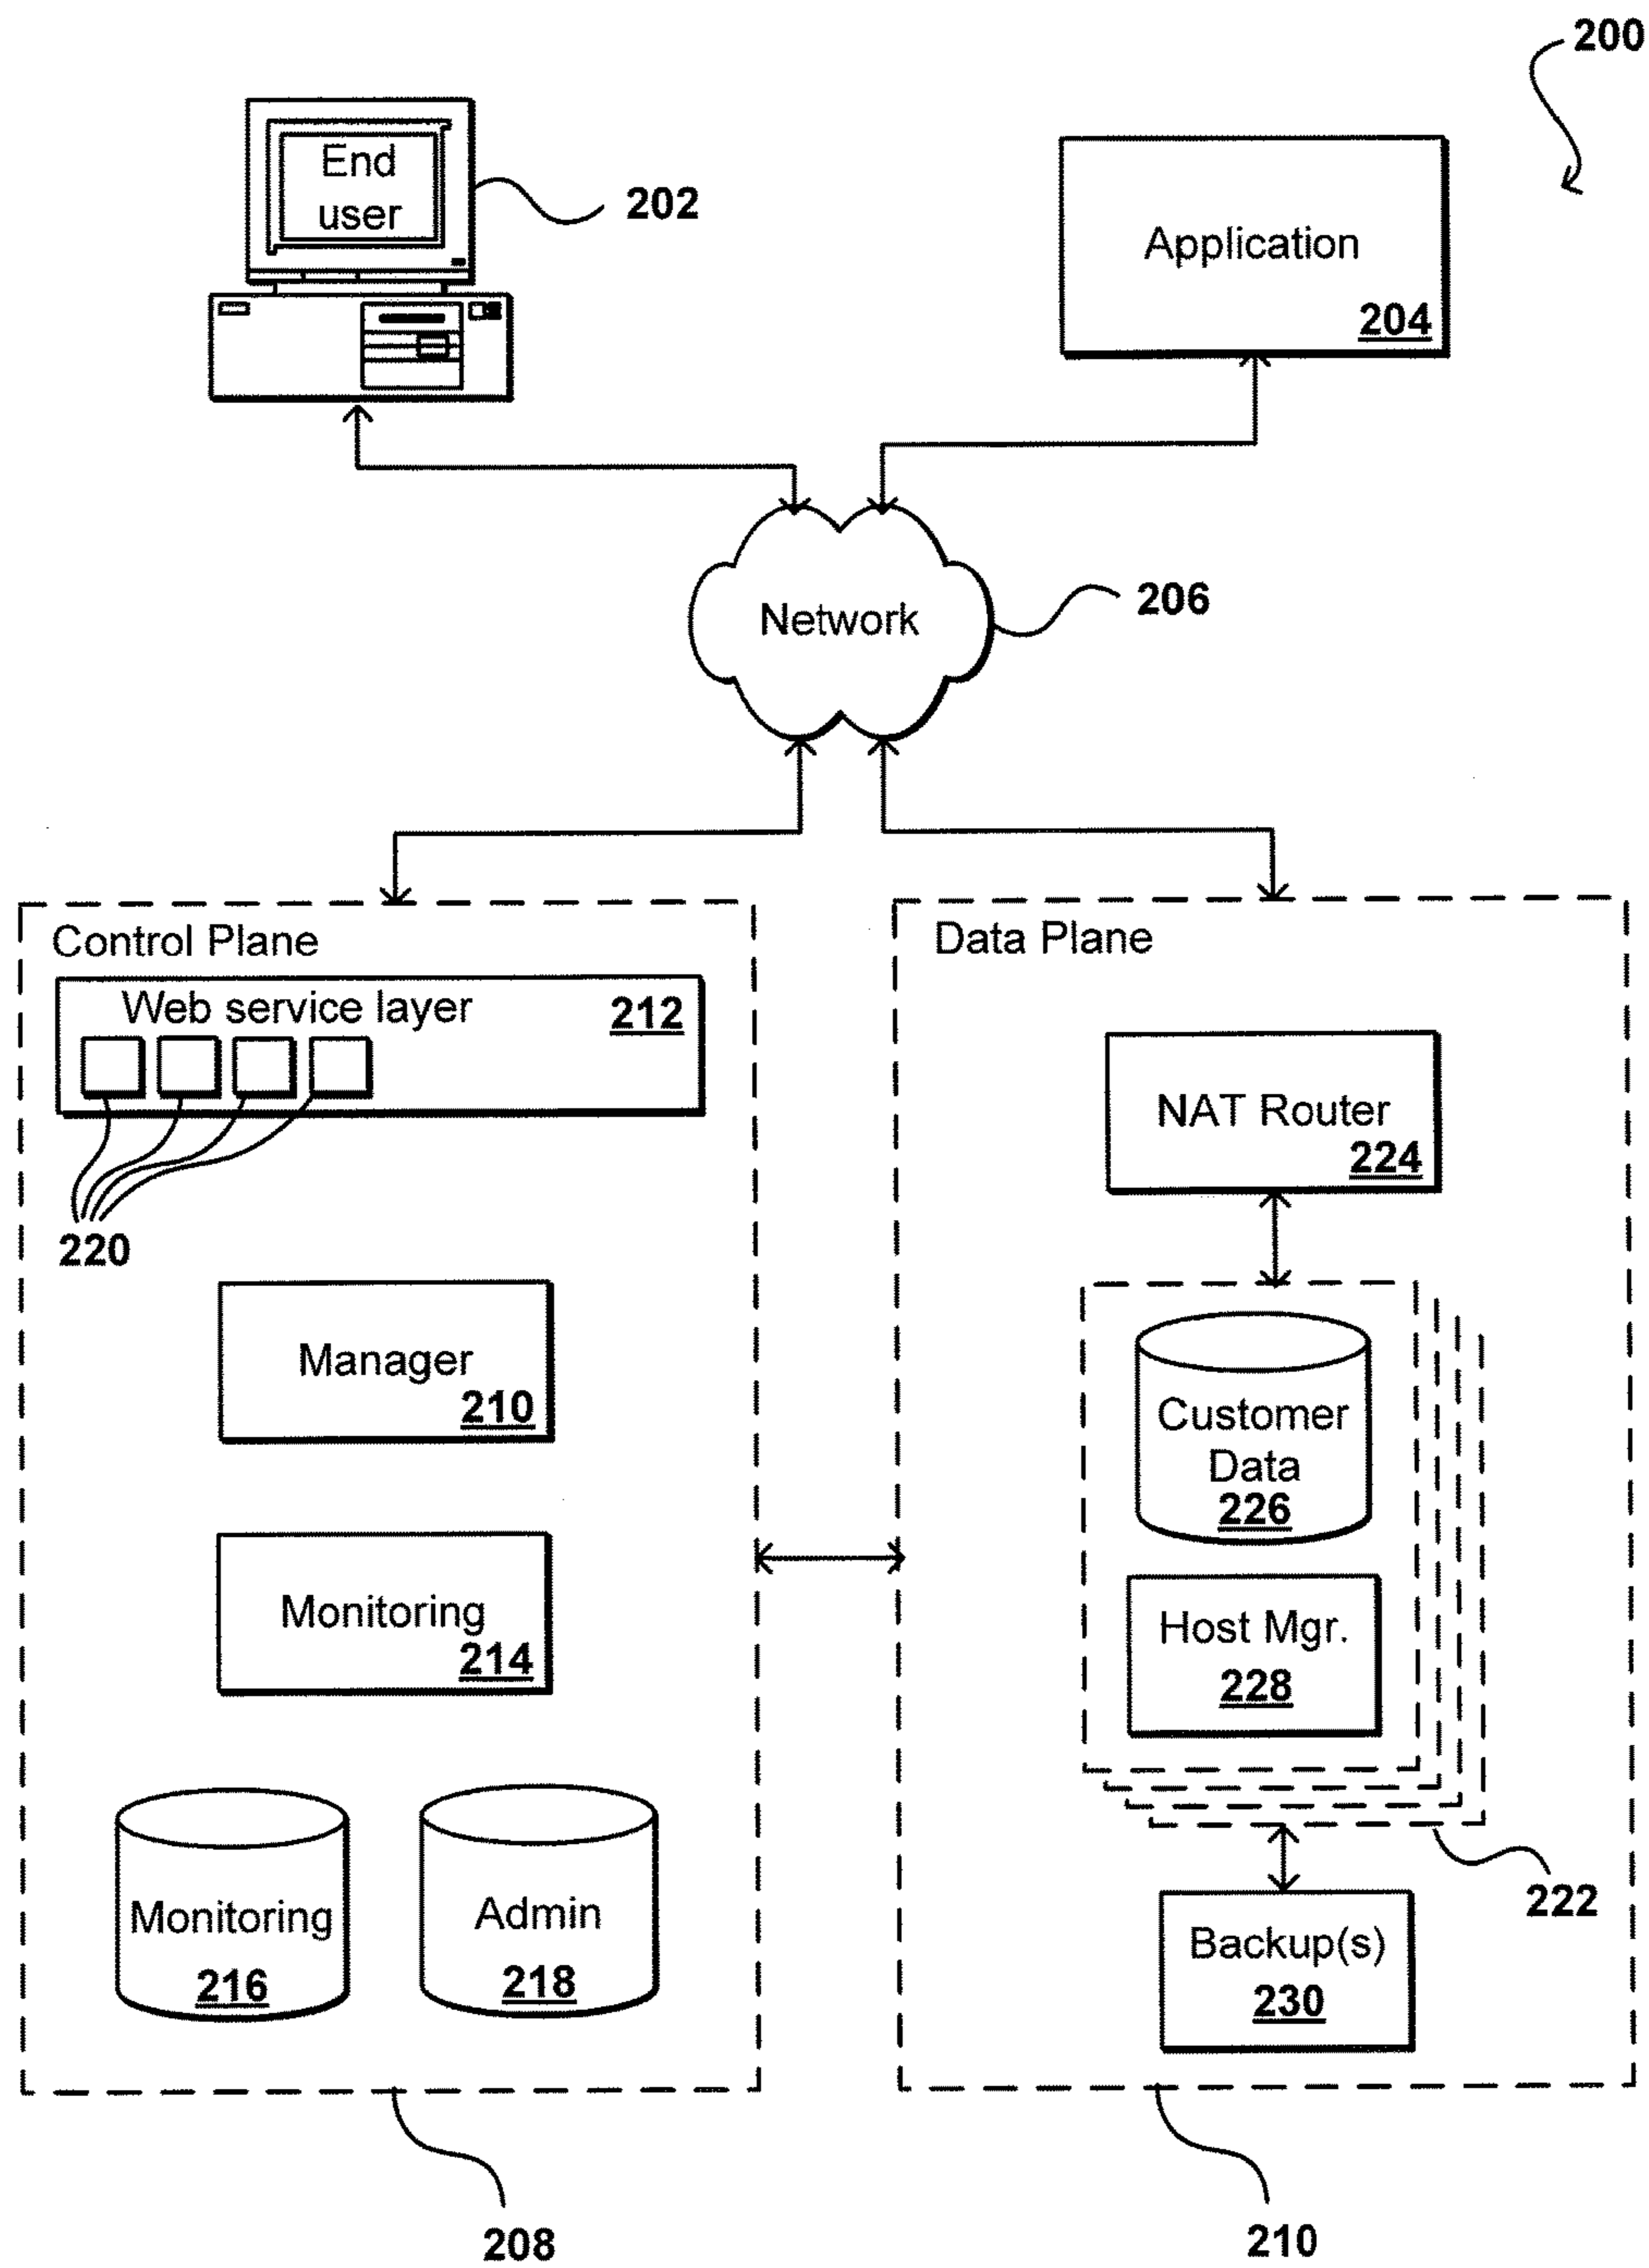 200
End
user
202
Application
204
Network
206
Control Plane
Web service layer
212
220
Manager
210
Monitoring
214
Monitoring
216
Admin
218
208
Data Plane
NAT Router
224
Customer
Data
226
Host Mgr.
228
222
Backup(s)
230
210